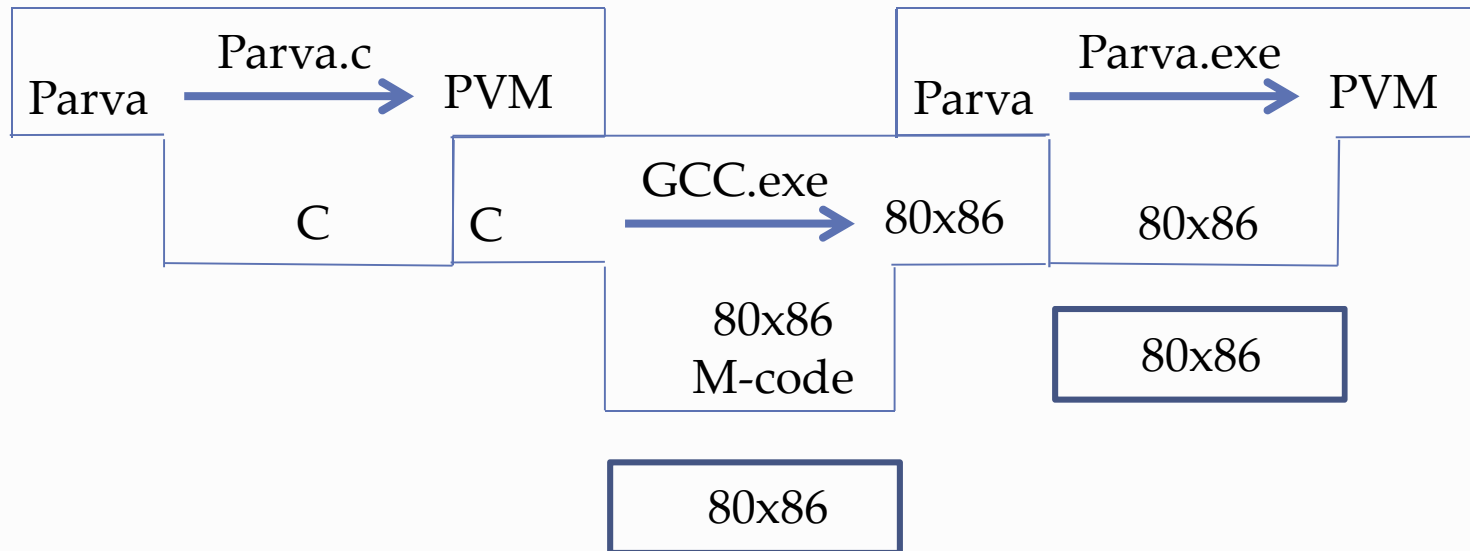 Parva.c
Parva PVM
Parva.exe
Parva PVM
C
GCC.exe
C 80x86
80x86
M-code
80x86
80x86
80x86